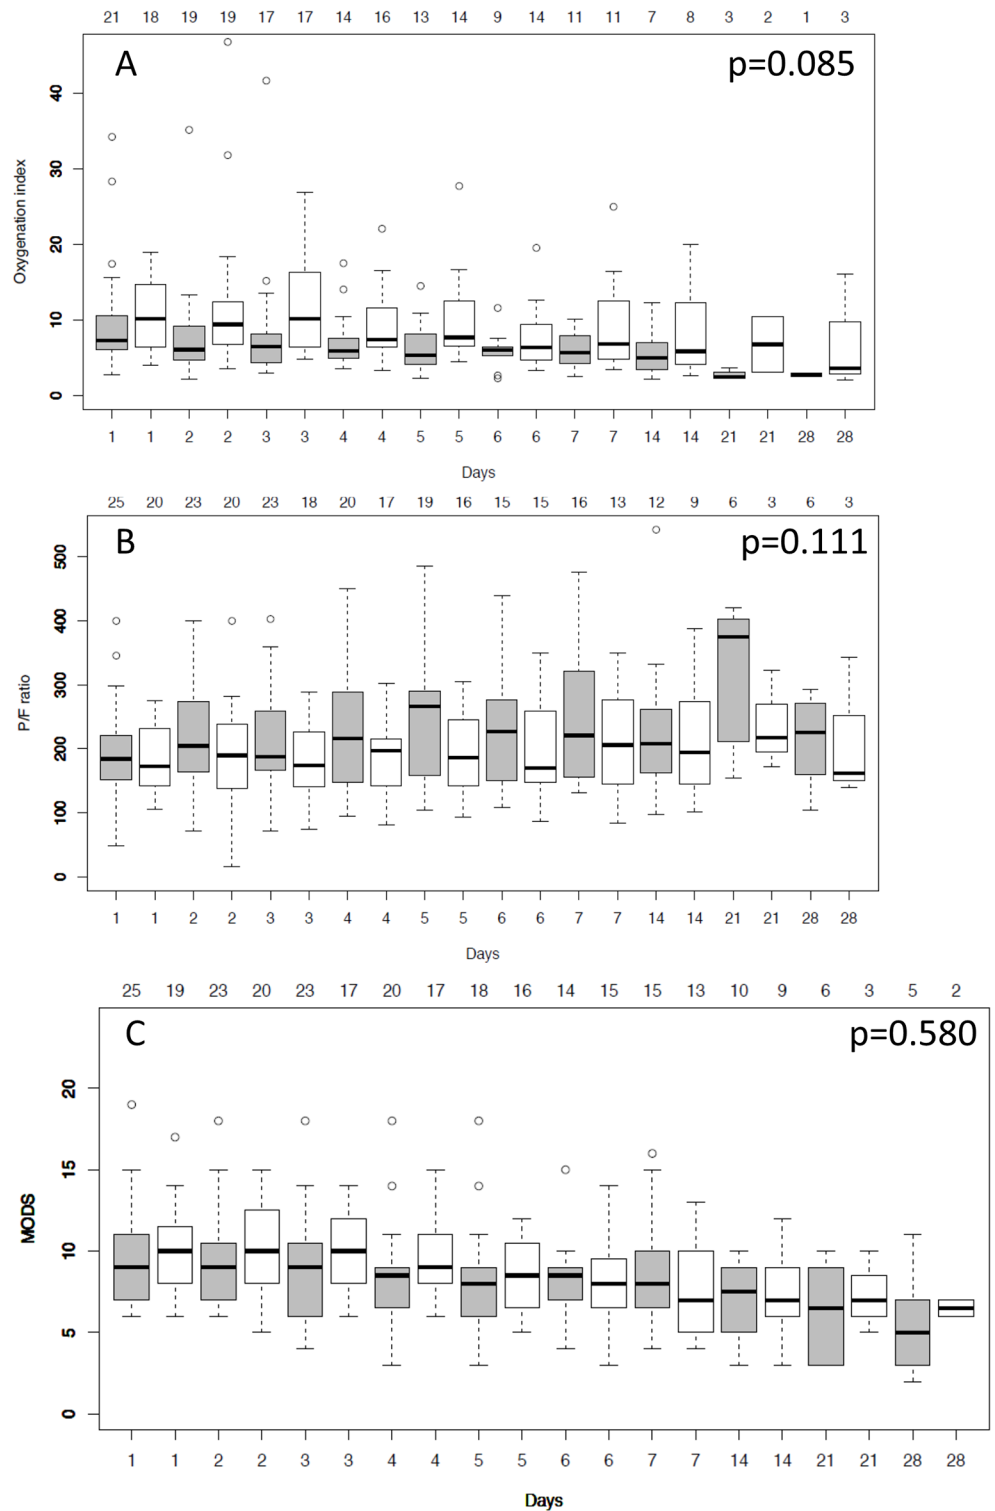 21 18 19 19 17 17 14 16 13 14 9 14 11 11 7 8 3 2 1 3
A
p=0.085
Oxygenation index
40
30
20
10
0
1 1 2 2 3 3 4 4 5 5 6 6 7 7 14 14 21 21 28 28
Days
25 20 23 20 23 18 20 17 19 16 15 15 16 13 12 9 6 3 6 3
B
p=0.111
P/F ratio
500
400
300
200
100
0
1 1 2 2 3 3 4 4 5 5 6 6 7 7 14 14 21 21 28 28
Days
25 19 23 20 23 17 20 17 18 16 14 15 15 13 10 9 6 3 5 2
C
p=0.580
MODS
20
15
10
5
0
1 1 2 2 3 3 4 4 5 5 6 6 7 7 14 14 21 21 28 28
Days